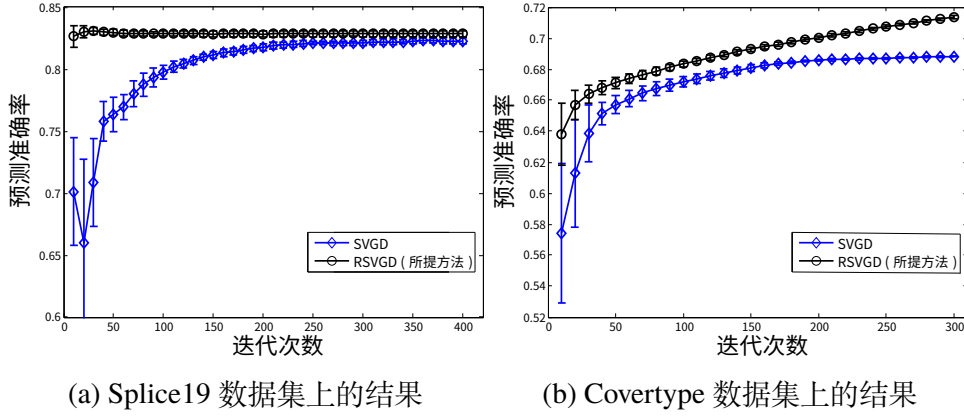 预测准确率
0.85
0.8
0.75
0.7
0.65
0.6
0 50 100 150 200 250 300 350 400
迭代次数
SVGD
RSVGD ( 所提方法 )
(a) Splice19 数据集上的结果
预测准确率
0.72
0.7
0.68
0.66
0.64
0.62
0.6
0.58
0.56
0.54
0.52
0 50 100 150 200 250 300
迭代次数
SVGD
RSVGD ( 所提方法 )
(b) Covertype 数据集上的结果